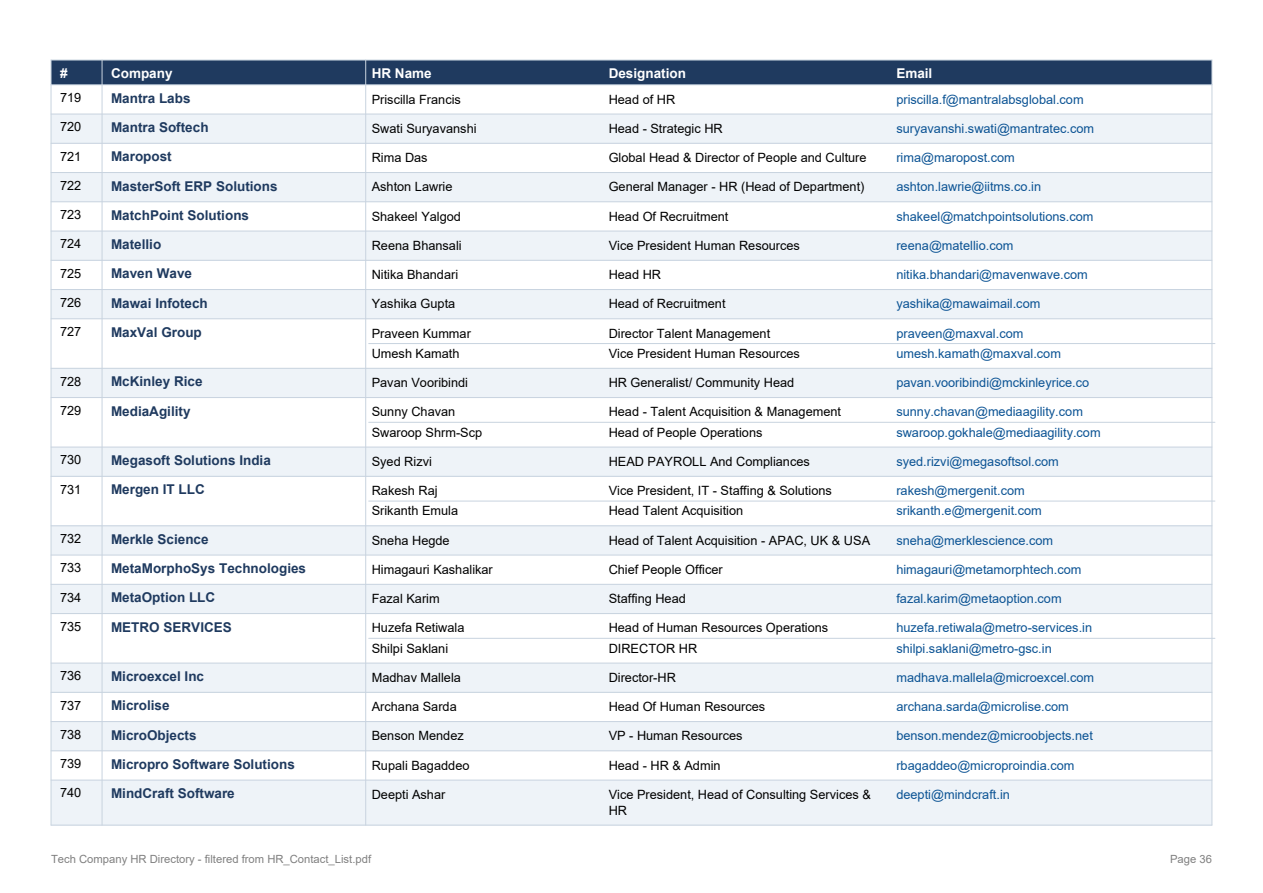 # Company HR Name Designation Email
719 Mantra Labs Priscilla Francis Head of HR priscilla.f@mantralabsglobal.com
720 Mantra Softech Swati Suryavanshi Head - Strategic HR suryavanshi.swati@mantratec.com
721 Maropost Rima Das Global Head & Director of People and Culture rima@maropost.com
722 MasterSoft ERP Solutions Ashton Lawrie General Manager - HR (Head of Department) ashton.lawrie@iitms.co.in
723 MatchPoint Solutions Shakeel Yalgod Head Of Recruitment shakeel@matchpointsolutions.com
724 Matellio Reena Bhansali Vice President Human Resources reena@matellio.com
725 Maven Wave Nitika Bhandari Head HR nitika.bhandari@mavenwave.com
726 Mawai Infotech Yashika Gupta Head of Recruitment yashika@mawaimail.com
727 MaxVal Group Praveen Kummar Director Talent Management praveen@maxval.com
Umesh Kamath Vice President Human Resources umesh.kamath@maxval.com
728 McKinley Rice Pavan Vooribindi HR Generalist/ Community Head pavan.vooribindi@mckinleyrice.co
729 MediaAgility Sunny Chavan Head - Talent Acquisition & Management sunny.chavan@mediaagility.com
Swaroop Shrm-Scp Head of People Operations swaroop.gokhale@mediaagility.com
730 Megasoft Solutions India Syed Rizvi HEAD PAYROLL And Compliances syed.rizvi@megasoftsol.com
731 Mergen IT LLC Rakesh Raj Vice President, IT - Staffing & Solutions rakesh@mergenit.com
Srikanth Emula Head Talent Acquisition srikanth.e@mergenit.com
732 Merkle Science Sneha Hegde Head of Talent Acquisition - APAC, UK & USA sneha@merklescience.com
733 MetaMorphoSys Technologies Himagauri Kashalikar Chief People Officer himagauri@metamorphtech.com
734 MetaOption LLC Fazal Karim Staffing Head fazal.karim@metaoption.com
735 METRO SERVICES Huzefa Retiwala Head of Human Resources Operations huzefa.retiwala@metro-services.in
Shilpi Saklani DIRECTOR HR shilpi.saklani@metro-gsc.in
736 Microexcel Inc Madhav Mallela Director-HR madhava.mallela@microexcel.com
737 Microlise Archana Sarda Head Of Human Resources archana.sarda@microlise.com
738 MicroObjects Benson Mendez VP - Human Resources benson.mendez@microobjects.net
739 Micropro Software Solutions Rupali Bagaddeo Head - HR & Admin rbagaddeo@microproindia.com
740 MindCraft Software Deepti Ashar Vice President, Head of Consulting Services & deepti@mindcraft.in
HR
Tech Company HR Directory - filtered from HR_Contact_List.pdf Page 36